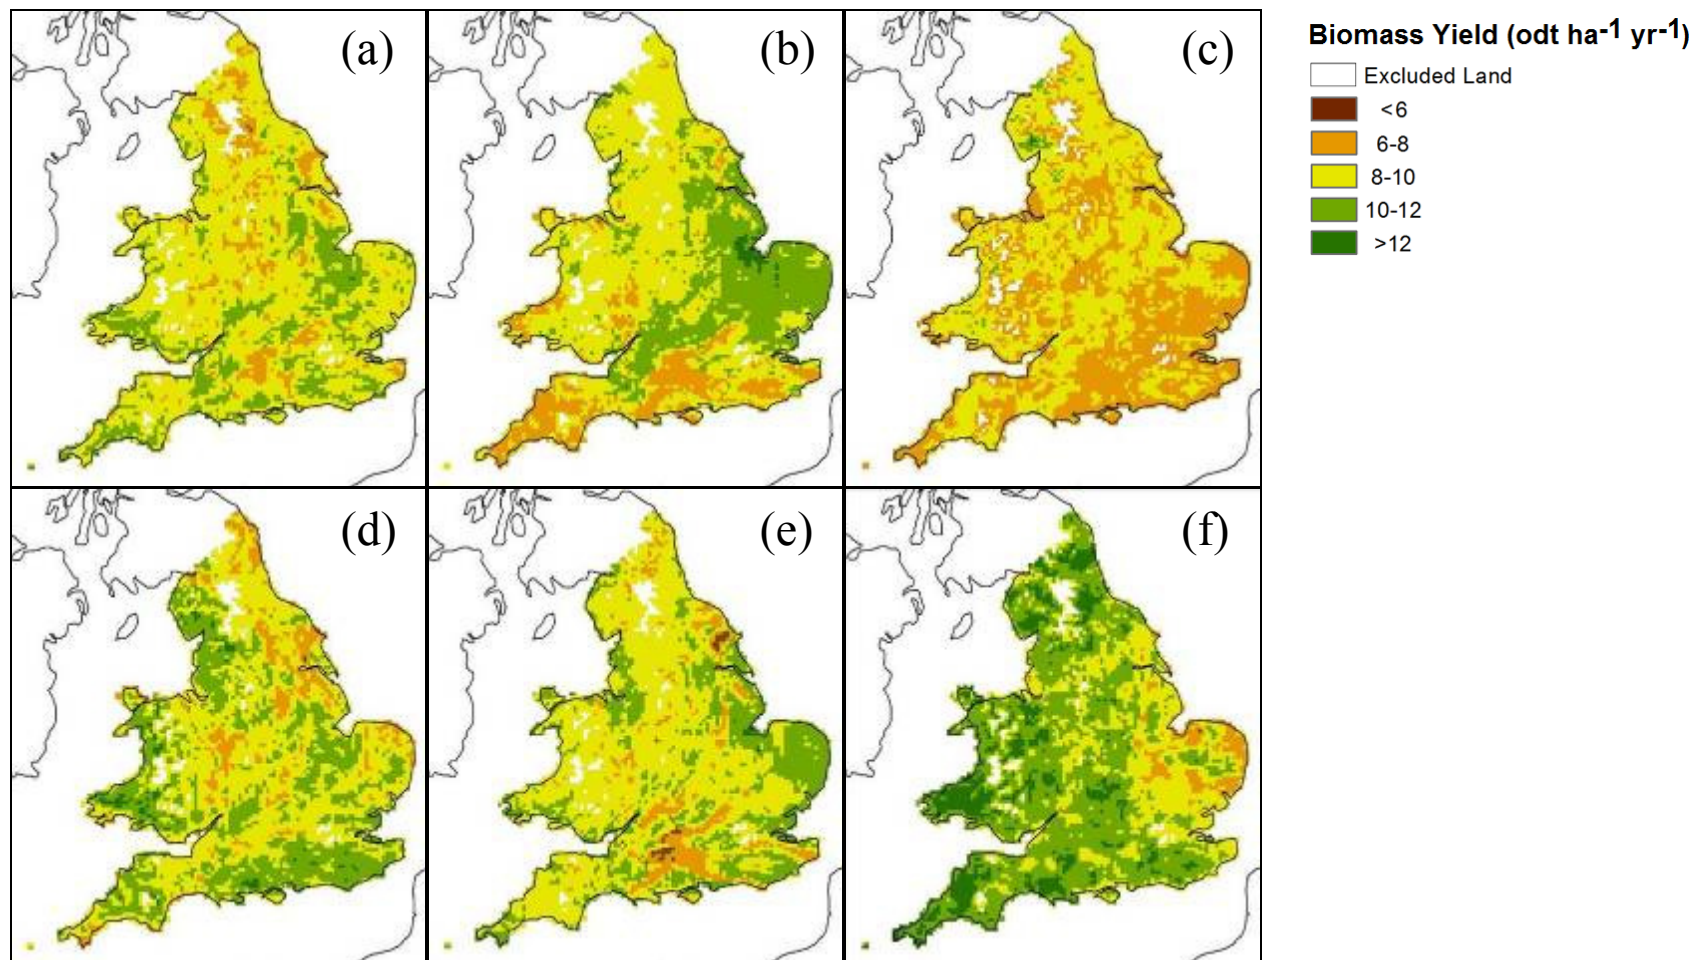 (a)
(b)
(c)
Biomass Yield (odt ha-1 yr-1)
Excluded Land
<6
6-8
8-10
10-12
>12
(d)
(e)
(f)